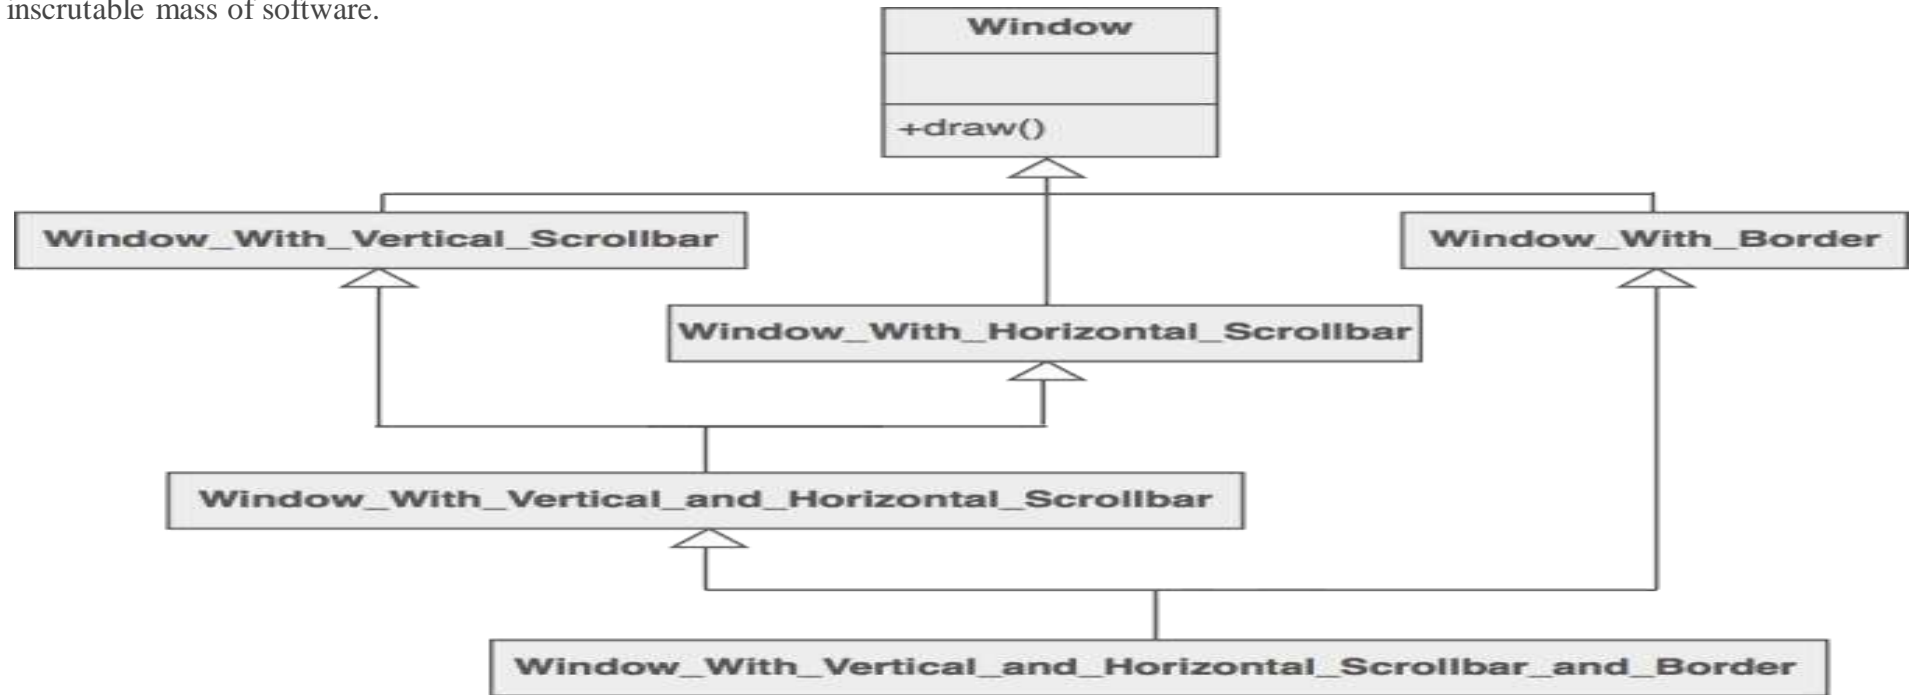 inscrutable mass of software.
Window
+draw()
Window_With_Vertical_Scrollbar
Window_With_Border
Window_With_Horizontal_Scrollbar
Window_With_Vertical_and_Horizontal_Scrollbar
Window_With_Vertical_and_Horizontal_Scrollbar_and_Border